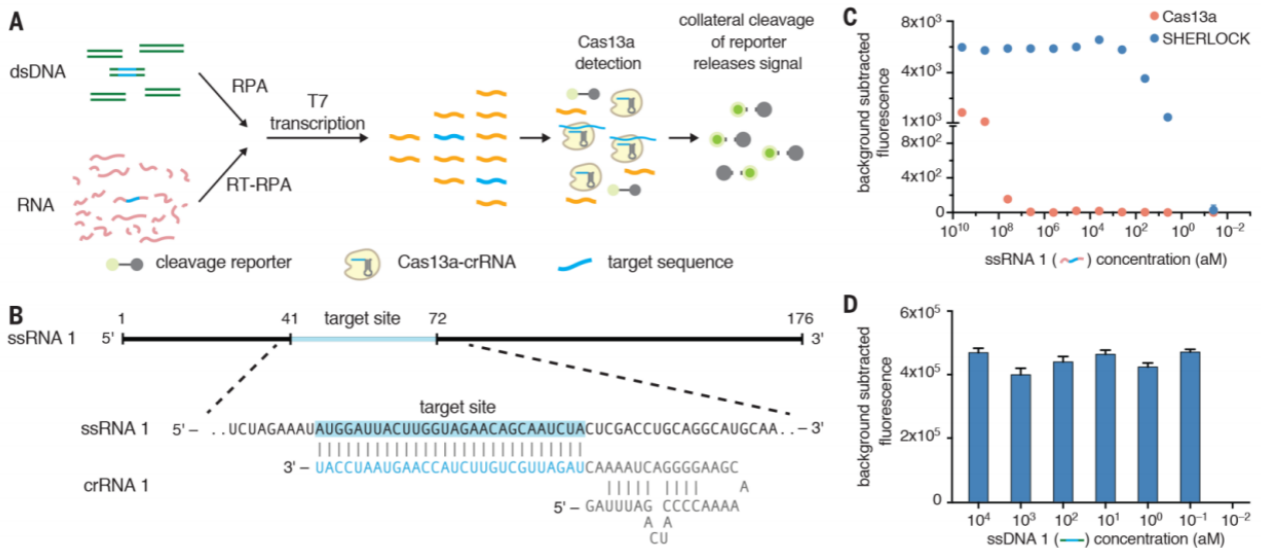 A
dsDNA
RPA
RNA
RT-RPA
T7
transcription
Cas13a
detection
collateral cleavage
of reporter
releases signal
cleavage reporter
Cas13a-crRNA
target sequence
B
1
41
target site
72
176
ssRNA 1
5'
3'
target site
ssRNA 1 5' – ..UCUAGAAAUAUGGAUUACUUGGUAGAACAGCAAUCUACUCGACCUGCAGGCAUGCAA..– 3'
3' – UACCUAAUGAACCAUCUUGUCGUUAGAUCAAAAUCAGGGGAAGC
crRNA 1
A
5' – GAUUUAG CCCCAAAA
A A
CU
C
Cas13a
SHERLOCK
background subtracted
fluorescence
8x10³
4x10³
1x10³
8x10²
4x10²
0
10¹⁰ 10⁸ 10⁶ 10⁴ 10² 10⁰ 10⁻²
ssRNA 1 ( ) concentration (aM)
D
background subtracted
fluorescence
6x10⁵
4x10⁵
2x10⁵
0
10⁴ 10³ 10² 10¹ 10⁰ 10⁻¹ 10⁻²
ssDNA 1 ( ) concentration (aM)